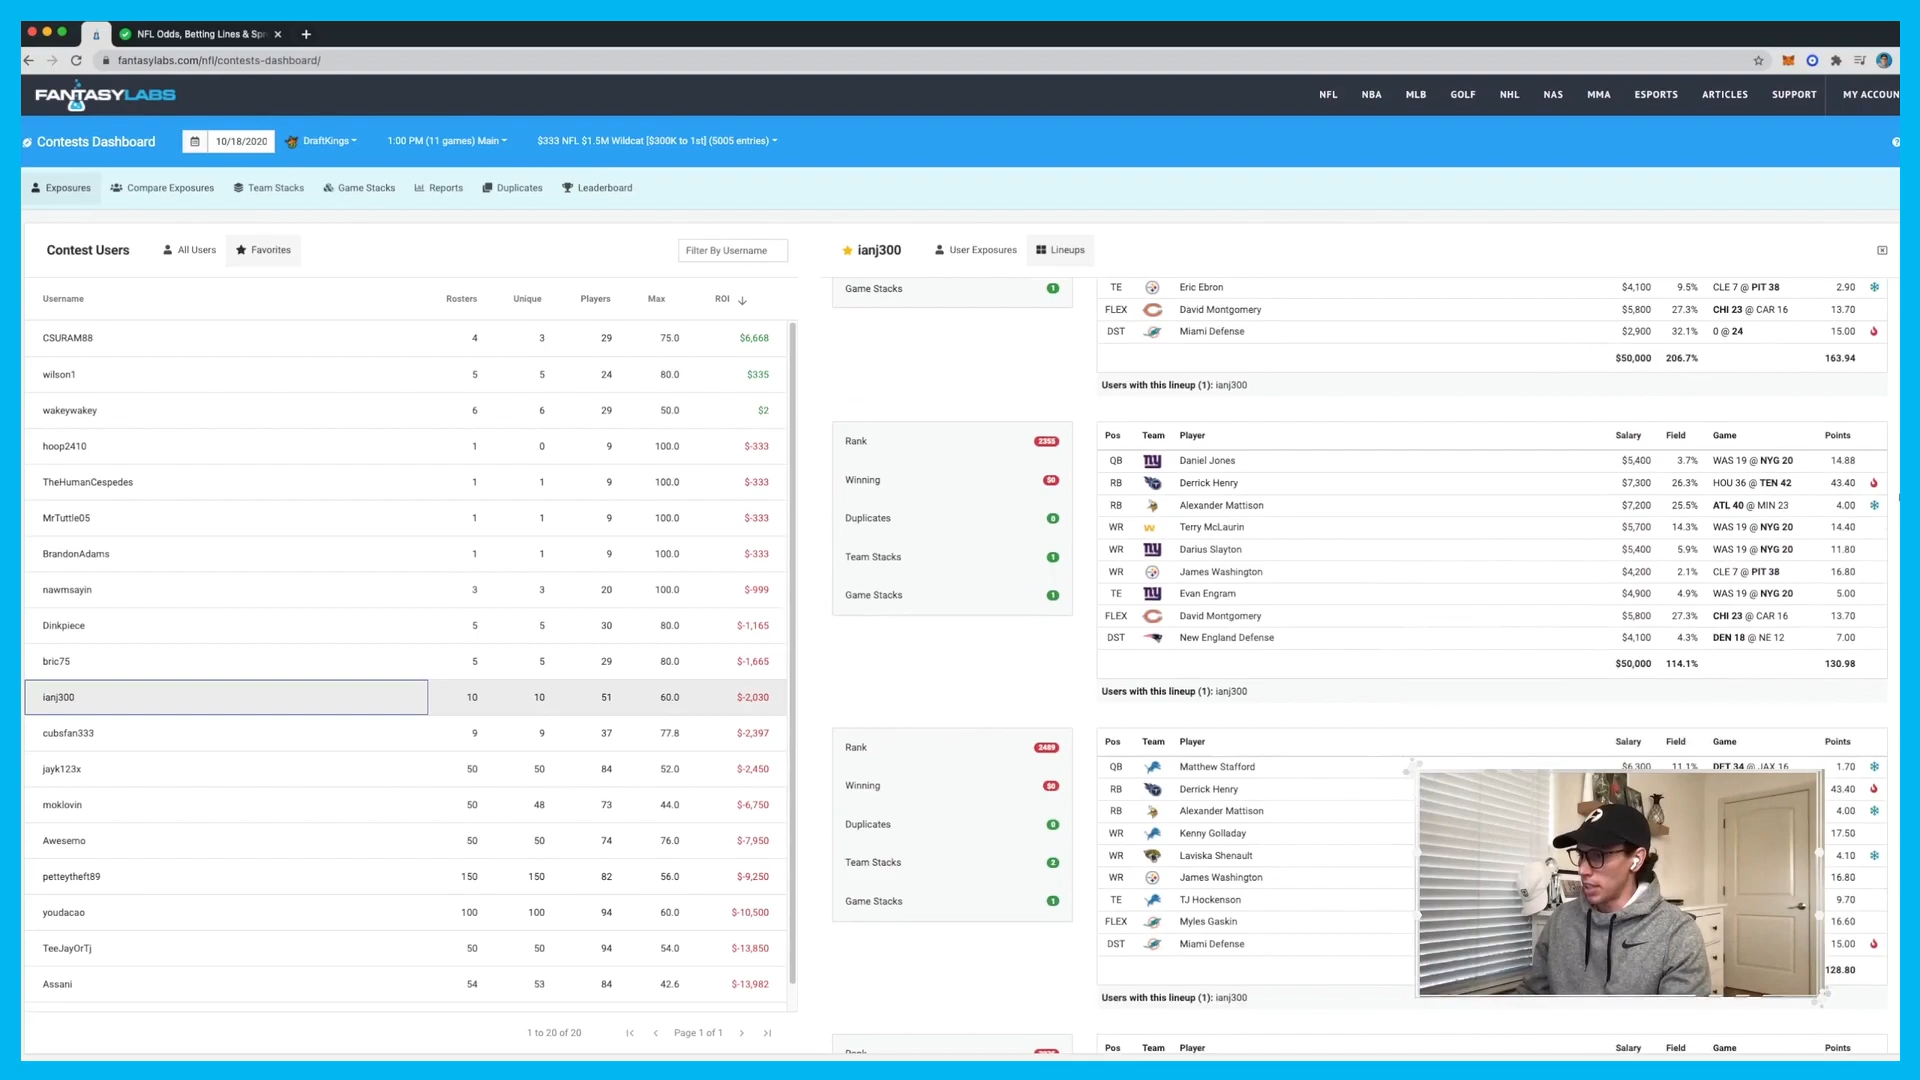 NFL Odds, Betting Lines & Spr
fantasylabs.com/nfl/contests-dashboard/
FANTASYLABS
NFL NBA MLB GOLF NHL NAS MMA ESPORTS ARTICLES SUPPORT MY ACCOUN
Contests Dashboard 10/18/2020 DraftKings 1:00 PM (11 games) Main $333 NFL $1.5M Wildcat [$300K to 1st] (5005 entries)
Exposures Compare Exposures Team Stacks Game Stacks Reports Duplicates Leaderboard
Contest Users All Users Favorites Filter By Username
Username Rosters Unique Players Max ROI
CSURAM88 4 3 29 75.0 $6,668
wilson1 5 5 24 80.0 $335
wakeywakey 6 6 29 50.0 $2
hoop2410 1 0 9 100.0 $-333
TheHumanCespedes 1 1 9 100.0 $-333
MrTuttle05 1 1 9 100.0 $-333
BrandonAdams 1 1 9 100.0 $-333
nawmsayin 3 3 20 100.0 $-999
Dinkpiece 5 5 30 80.0 $-1,165
bric75 5 5 29 80.0 $-1,665
ianj300 10 10 51 60.0 $-2,030
cubsfan333 9 9 37 77.8 $-2,397
jayk123x 50 50 84 52.0 $-2,450
moklovin 50 48 73 44.0 $-6,750
Awesemo 50 50 74 76.0 $-7,950
petteytheft89 150 150 82 56.0 $-9,250
youdacao 100 100 94 60.0 $-10,500
TeeJayOrTj 50 50 94 54.0 $-13,850
Assani 54 53 84 42.6 $-13,982
1 to 20 of 20 Page 1 of 1
ianj300 User Exposures Lineups
Game Stacks 1
TE Eric Ebron $4,100 9.5% CLE 7 @ PIT 38 2.90
FLEX David Montgomery $5,800 27.3% CHI 23 @ CAR 16 13.70
DST Miami Defense $2,900 32.1% 0 @ 24 15.00
$50,000 206.7% 163.94
Users with this lineup (1): ianj300
Rank 2355
Winning $0
Duplicates 0
Team Stacks 1
Game Stacks 1
Pos Team Player Salary Field Game Points
QB Daniel Jones $5,400 3.7% WAS 19 @ NYG 20 14.88
RB Derrick Henry $7,300 26.3% HOU 36 @ TEN 42 43.40
RB Alexander Mattison $7,200 25.5% ATL 40 @ MIN 23 4.00
WR Terry McLaurin $5,700 14.3% WAS 19 @ NYG 20 14.40
WR Darius Slayton $5,400 5.9% WAS 19 @ NYG 20 11.80
WR James Washington $4,200 2.1% CLE 7 @ PIT 38 16.80
TE Evan Engram $4,900 4.9% WAS 19 @ NYG 20 5.00
FLEX David Montgomery $5,800 27.3% CHI 23 @ CAR 16 13.70
DST New England Defense $4,100 4.3% DEN 18 @ NE 12 7.00
$50,000 114.1% 130.98
Users with this lineup (1): ianj300
Rank 2489
Winning $0
Duplicates 0
Team Stacks 2
Game Stacks 1
Pos Team Player Salary Field Game Points
QB Matthew Stafford $6,300 11.1% DET 34 @ JAX 16 1.70
RB Derrick Henry 43.40
RB Alexander Mattison 4.00
WR Kenny Golladay 17.50
WR Laviska Shenault 4.10
WR James Washington 16.80
TE TJ Hockenson 9.70
FLEX Myles Gaskin 16.60
DST Miami Defense 15.00
128.80
Users with this lineup (1): ianj300
Rank
Pos Team Player Salary Field Game Points